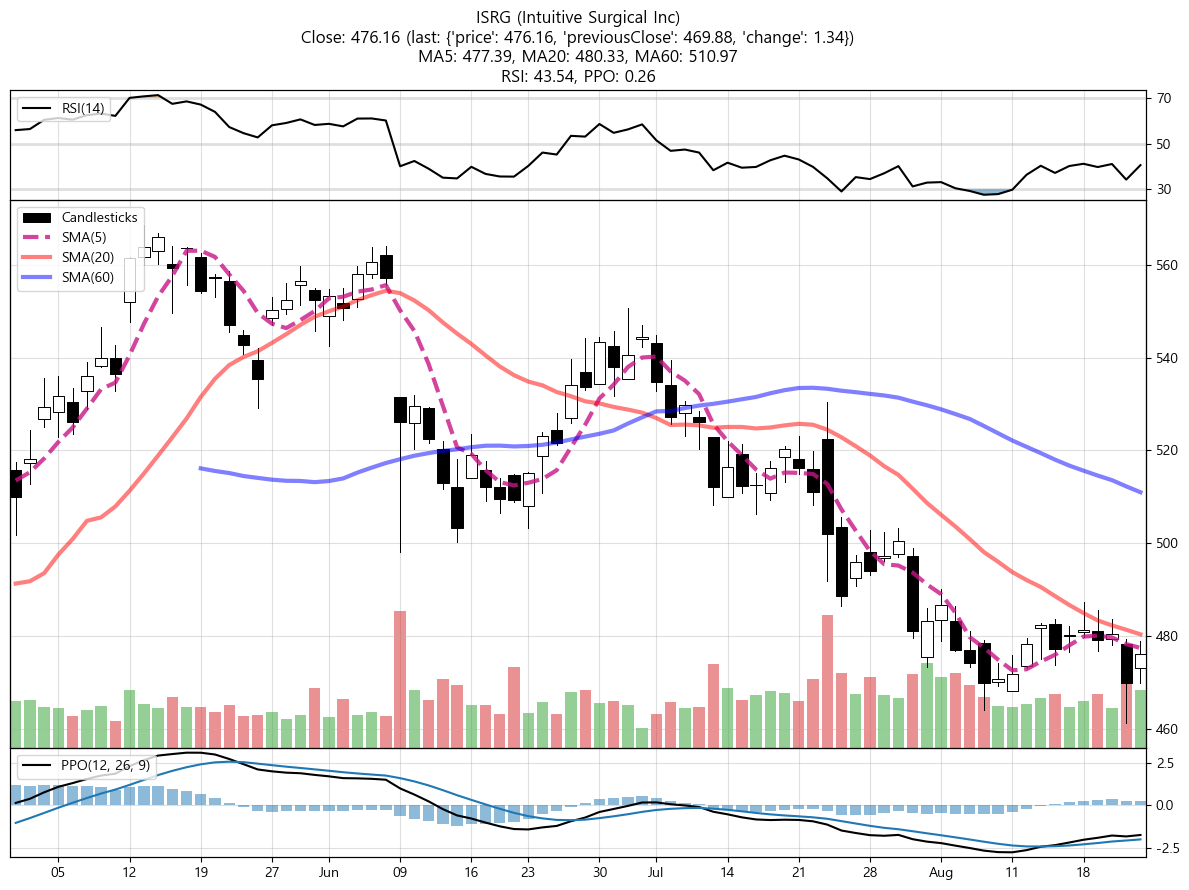 ISRG (Intuitive Surgical Inc)
Close: 476.16 (last: {'price': 476.16, 'previousClose': 469.88, 'change': 1.34})
MA5: 477.39, MA20: 480.33, MA60: 510.97
RSI: 43.54, PPO: 0.26
RSI(14)
70
50
30
Candlesticks
SMA(5)
SMA(20)
SMA(60)
560
540
520
500
480
460
PPO(12, 26, 9)
2.5
0.0
−2.5
05 12 19 27 Jun 09 16 23 30 Jul 14 21 28 Aug 11 18